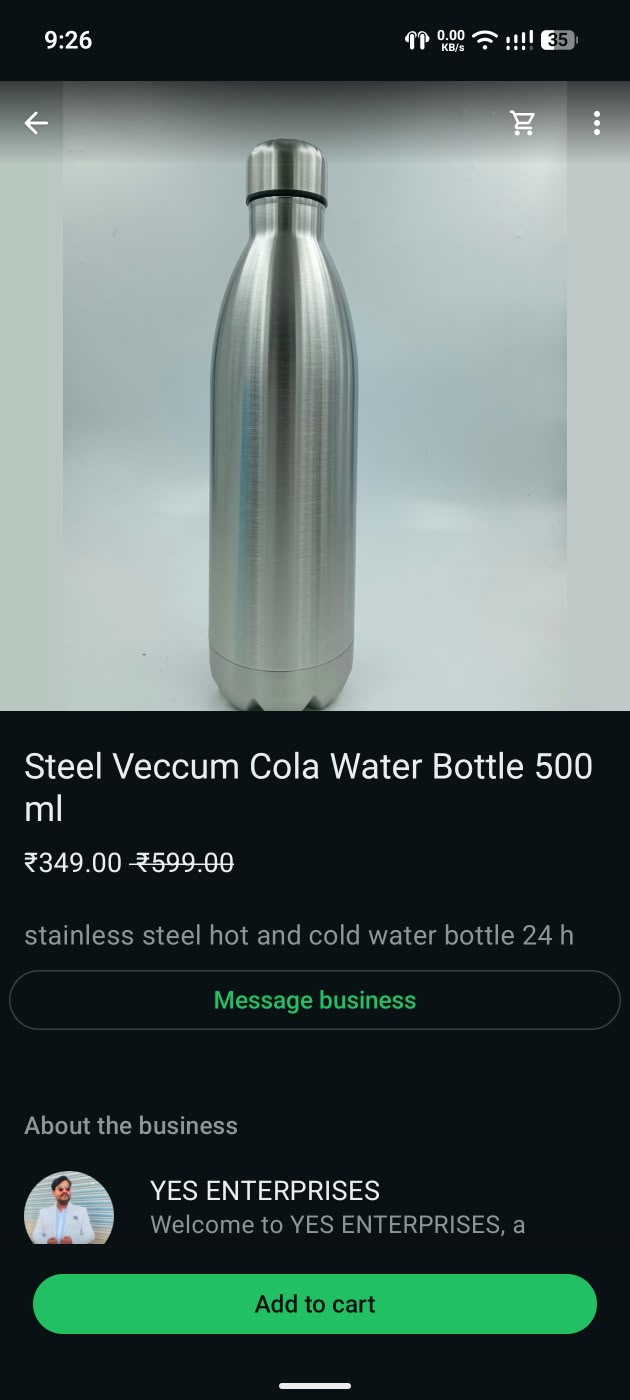 9:26
0.00
KB/s
35
Steel Veccum Cola Water Bottle 500
ml
₹349.00 ₹599.00
stainless steel hot and cold water bottle 24 h
Message business
About the business
YES ENTERPRISES
Welcome to YES ENTERPRISES, a
Add to cart